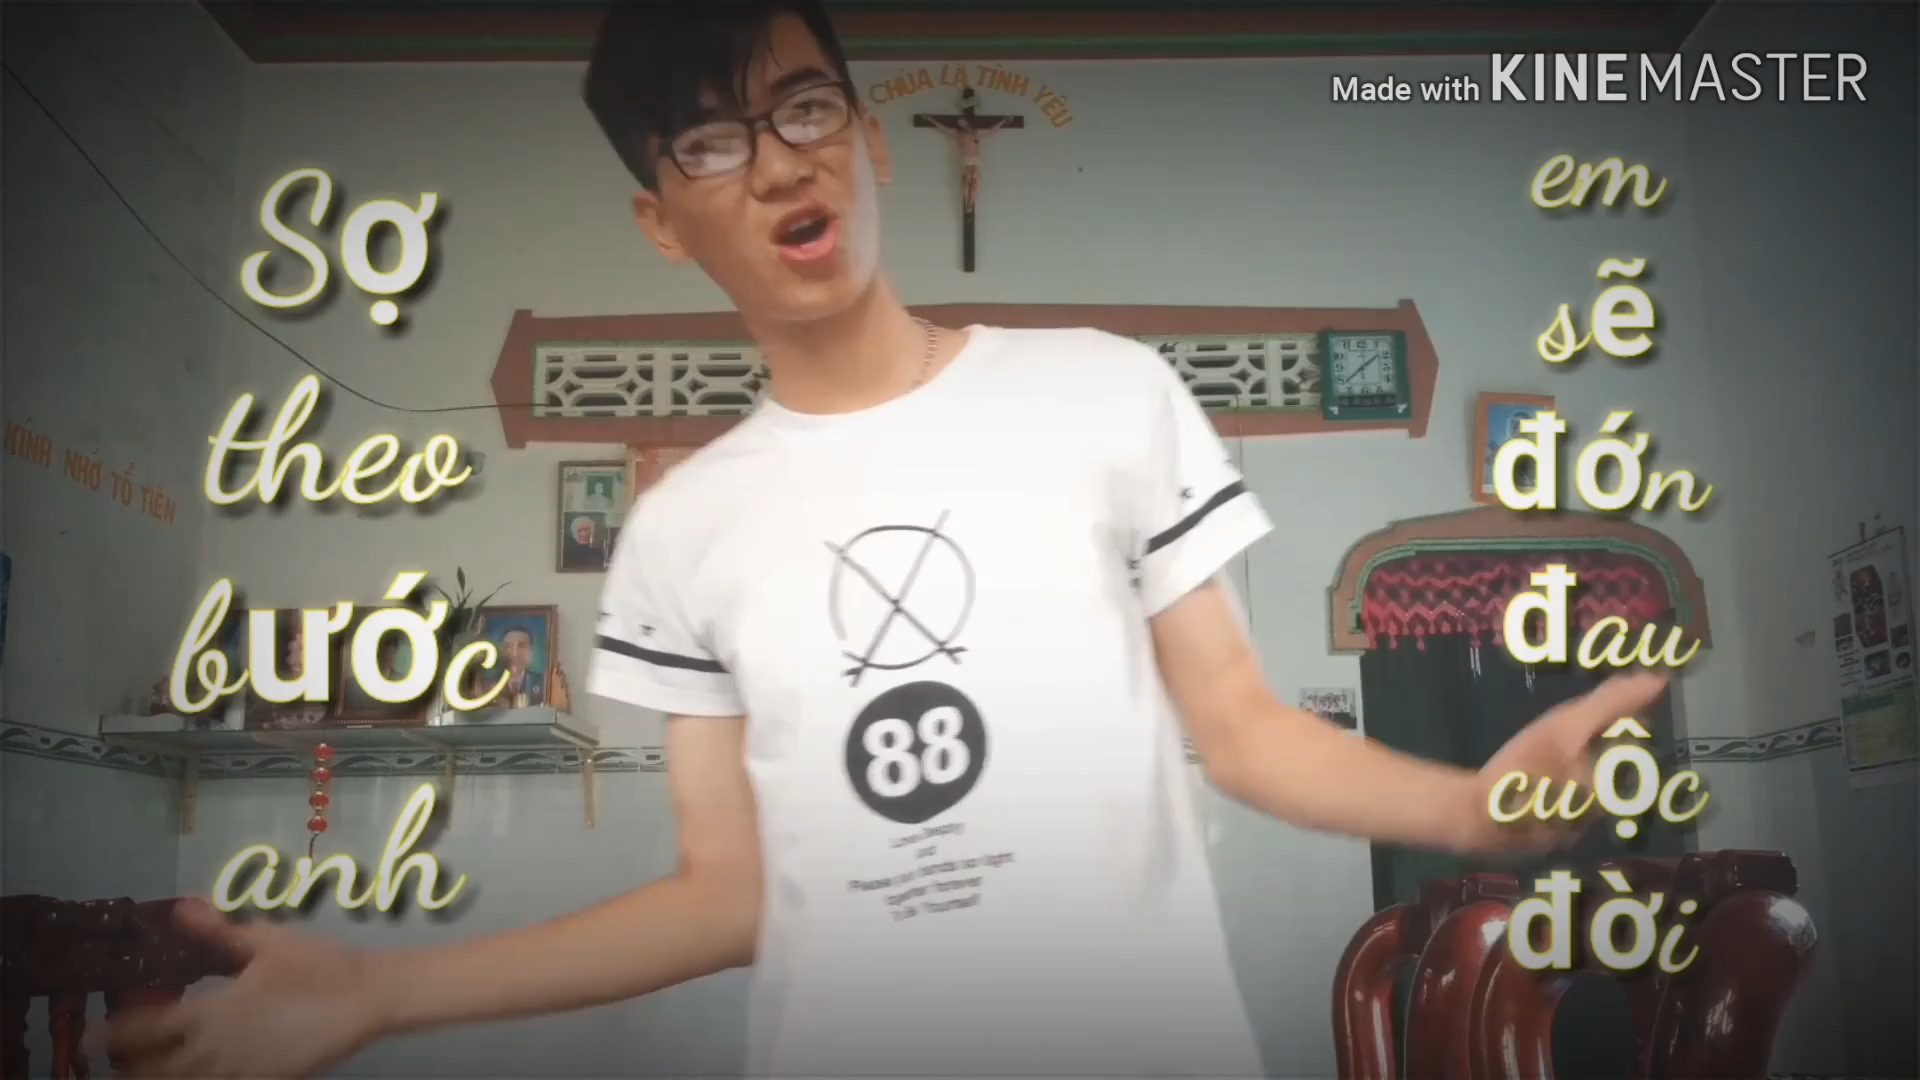 Made with KINEMASTER
CHÚA LÀ TÌNH YÊU
Sợ
theo
bước
anh
em
sẽ
đớn
đau
cuộc
đời
KÍNH NHỚ TỔ TIÊN
88